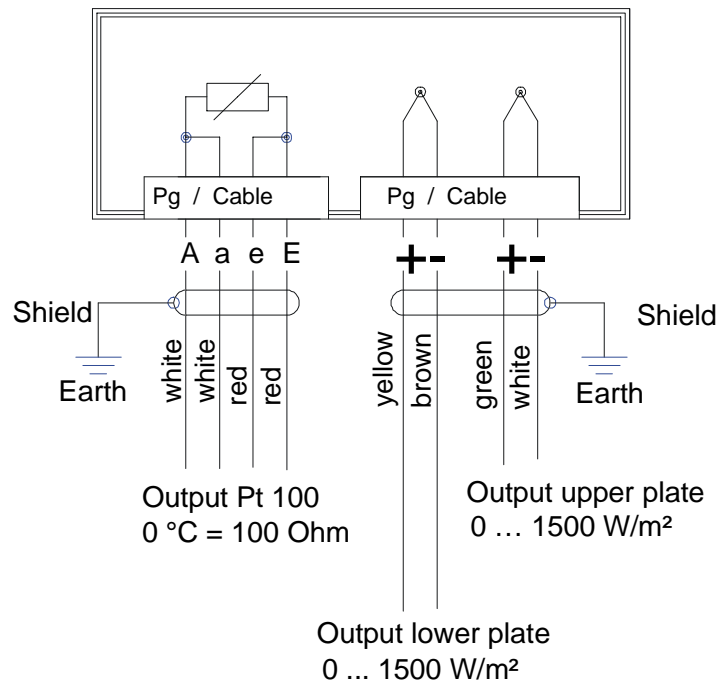 Pg / Cable
Pg / Cable
A a e E
+ - + -
Shield
Shield
Earth
Earth
white
white
red
red
yellow
brown
green
white
Output Pt 100
0 °C = 100 Ohm
Output upper plate
0 … 1500 W/m²
Output lower plate
0 ... 1500 W/m²